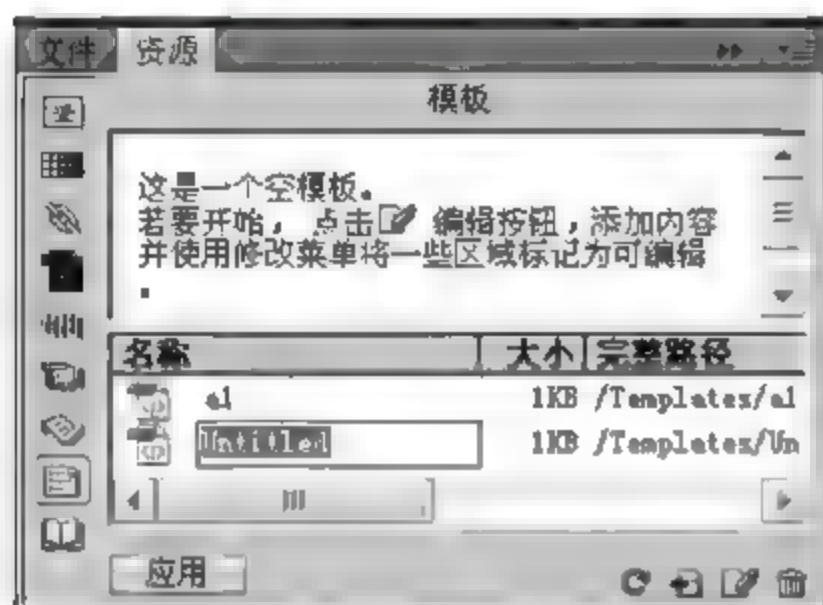 文件 资源
模板
这是一个空模板。
若要开始， 点击 编辑按钮，添加内容
并使用修改菜单将一些区域标记为可编辑
。
名称 大小 完整路径
a1 1KB /Templates/a1
Untitled 1KB /Templates/Un
应用